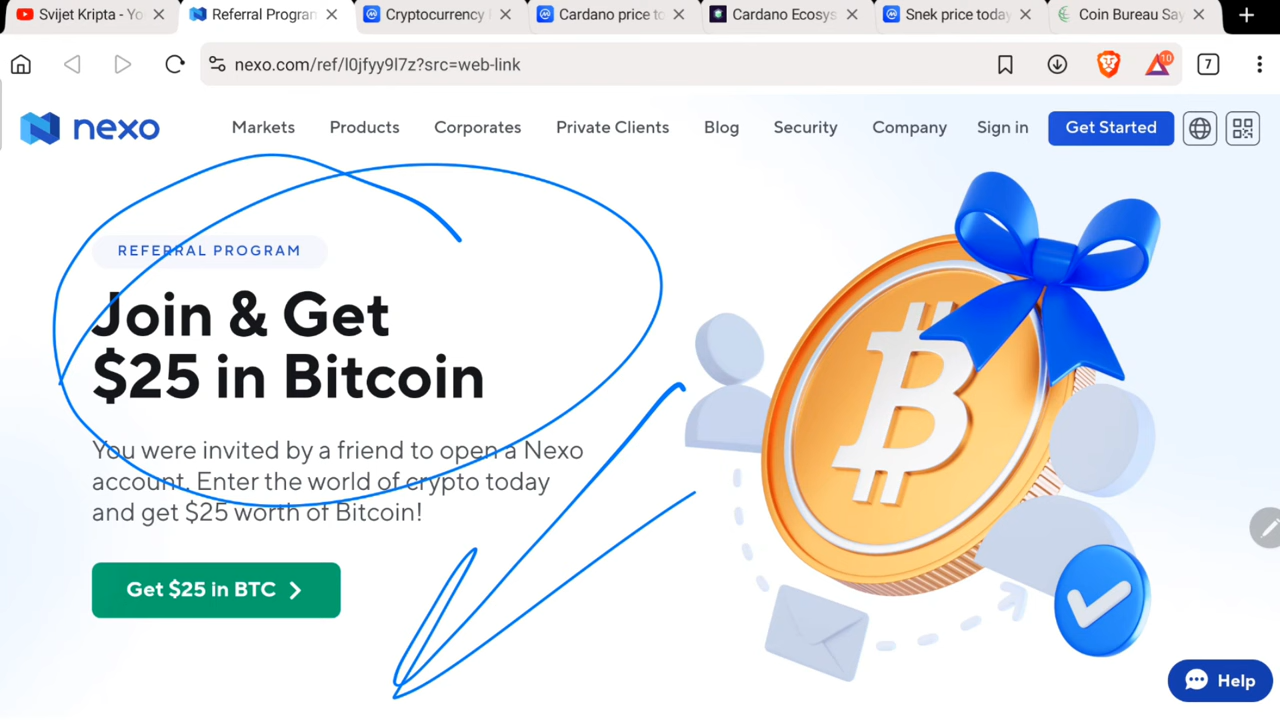 Svijet Kripta - Yo
Referral Progran
Cryptocurrency
Cardano price to
Cardano Ecosys
Snek price today
Coin Bureau Say
nexo.com/ref/l0jfyy9l7z?src=web-link
10
7
nexo
Markets
Products
Corporates
Private Clients
Blog
Security
Company
Sign in
Get Started
REFERRAL PROGRAM
Join & Get
$25 in Bitcoin
You were invited by a friend to open a Nexo
account. Enter the world of crypto today
and get $25 worth of Bitcoin!
Get $25 in BTC
Help